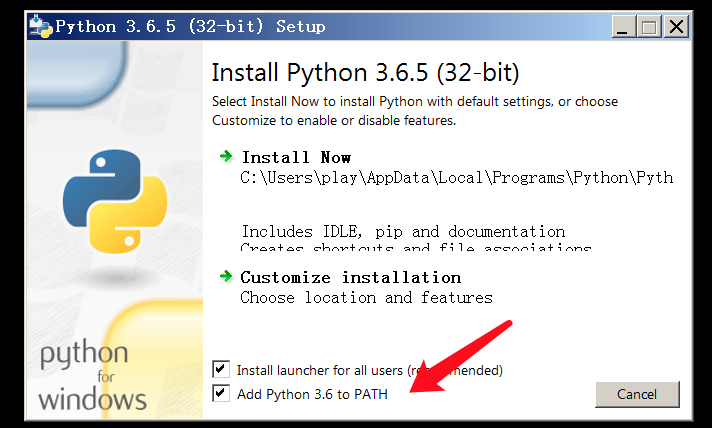 Python 3.6.5 (32-bit) Setup
Install Python 3.6.5 (32-bit)
Select Install Now to install Python with default settings, or choose
Customize to enable or disable features.
Install Now
C:\Users\play\AppData\Local\Programs\Python\Pyth
Includes IDLE, pip and documentation
Creates shortcuts and file associations
Customize installation
Choose location and features
Install launcher for all users (recommended)
Add Python 3.6 to PATH
Cancel
python
for
windows